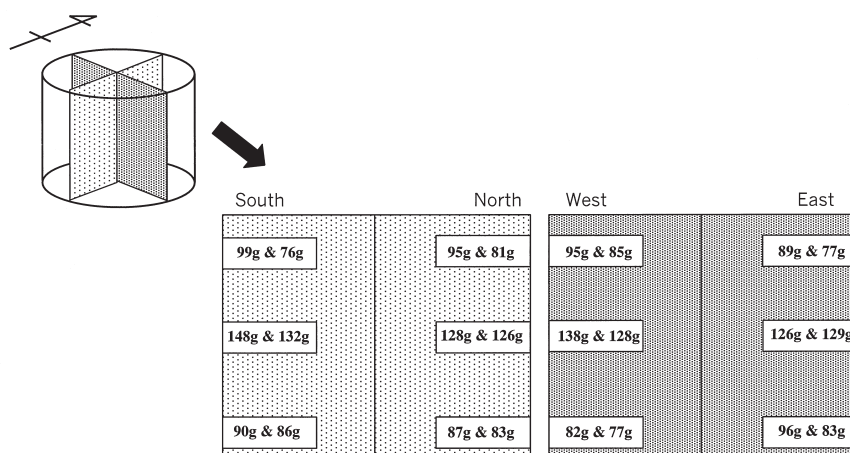 South North West East
99g & 76g 95g & 81g 95g & 85g 89g & 77g
148g & 132g 128g & 126g 138g & 128g 126g & 129g
90g & 86g 87g & 83g 82g & 77g 96g & 83g